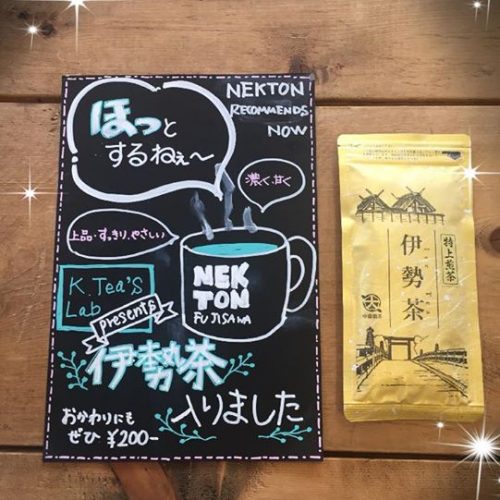 NEKTON
RECOMMENDS
NOW
ほっと
するねぇ〜
濃く、甘く
上品・すっきり、やさしい
NEK
TON
FUJISAWA
K.Tea's
Lab
presents
伊勢茶
入りました
おかわりにも
ぜひ ¥200-
特上煎茶
伊勢茶